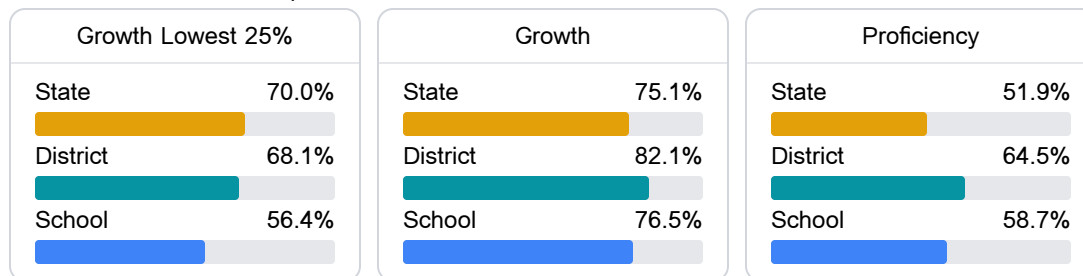 Growth Lowest 25%
State 70.0%
District 68.1%
School 56.4%
Growth
State 75.1%
District 82.1%
School 76.5%
Proficiency
State 51.9%
District 64.5%
School 58.7%